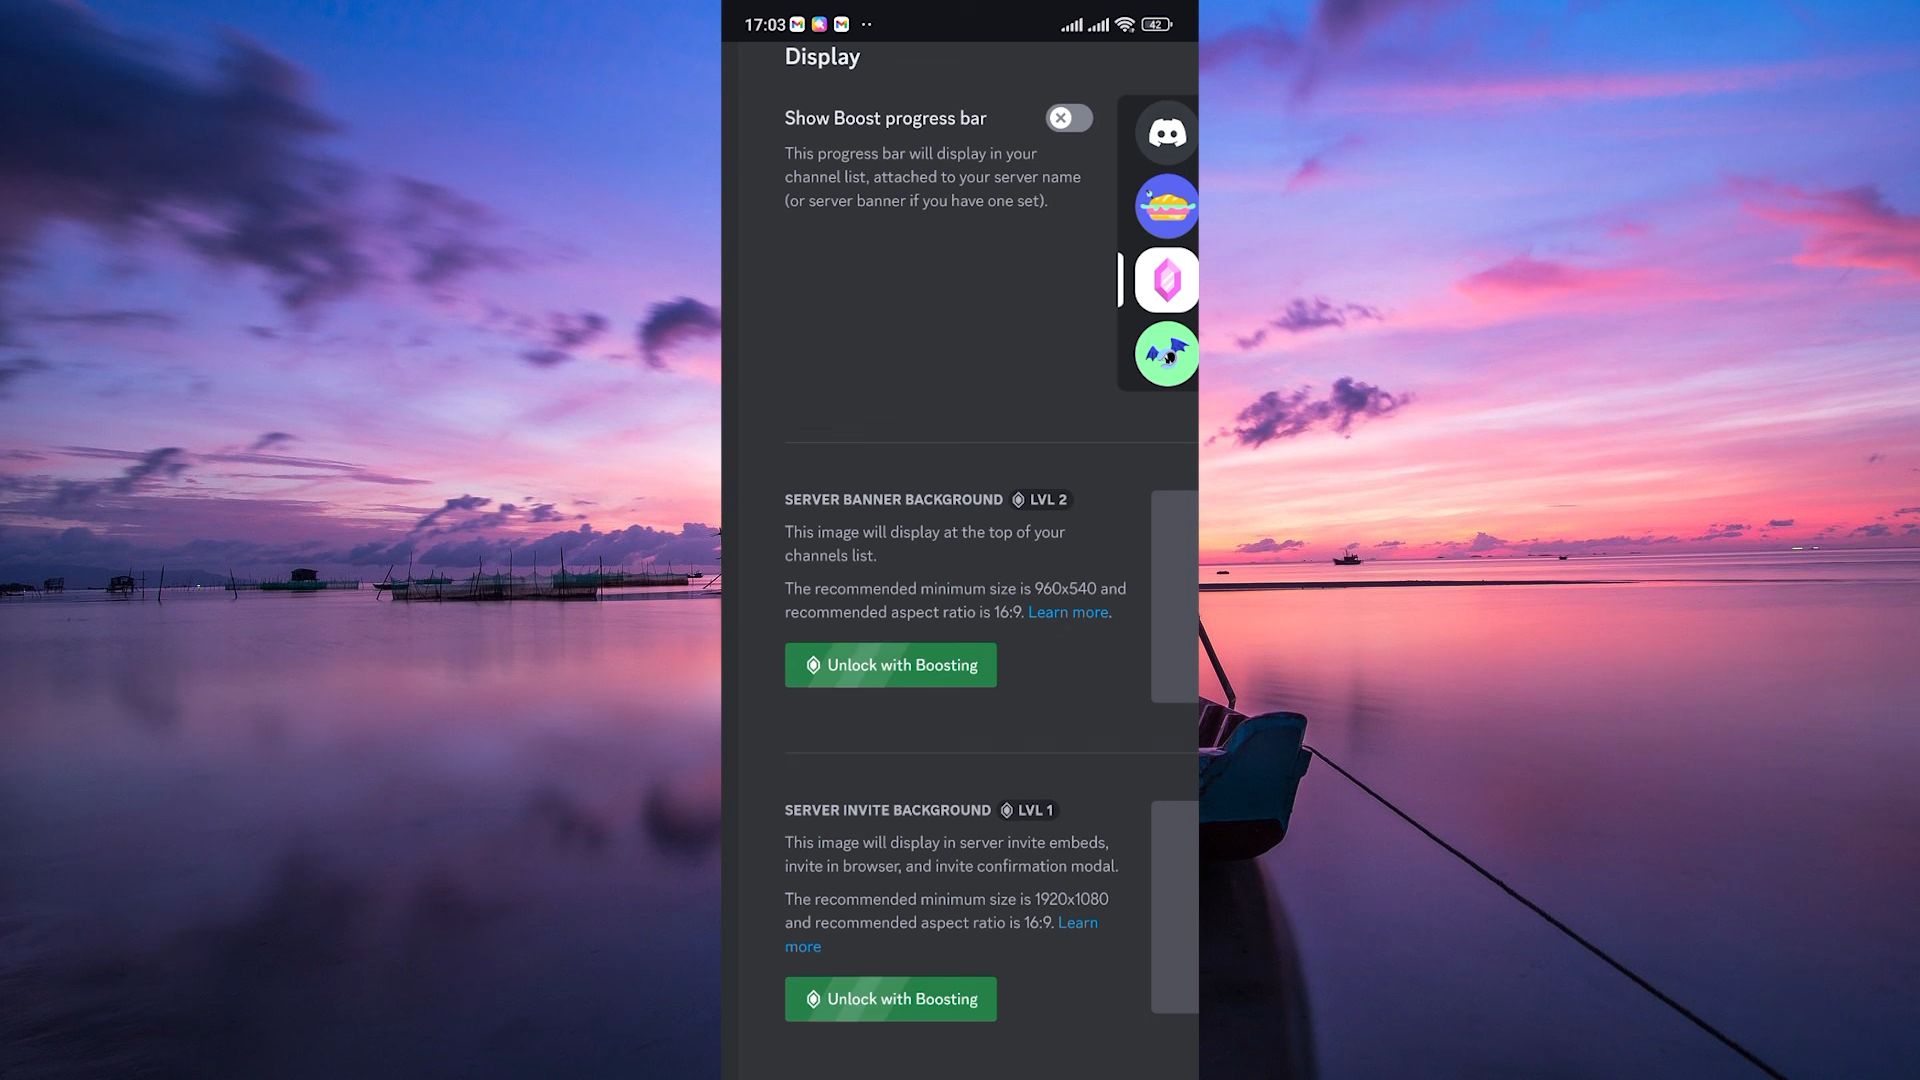 17:03
42
Display
Show Boost progress bar
This progress bar will display in your
channel list, attached to your server name
(or server banner if you have one set).
SERVER BANNER BACKGROUND LVL 2
This image will display at the top of your
channels list.
The recommended minimum size is 960x540 and
recommended aspect ratio is 16:9. Learn more.
Unlock with Boosting
SERVER INVITE BACKGROUND LVL 1
This image will display in server invite embeds,
invite in browser, and invite confirmation modal.
The recommended minimum size is 1920x1080
and recommended aspect ratio is 16:9. Learn
more
Unlock with Boosting